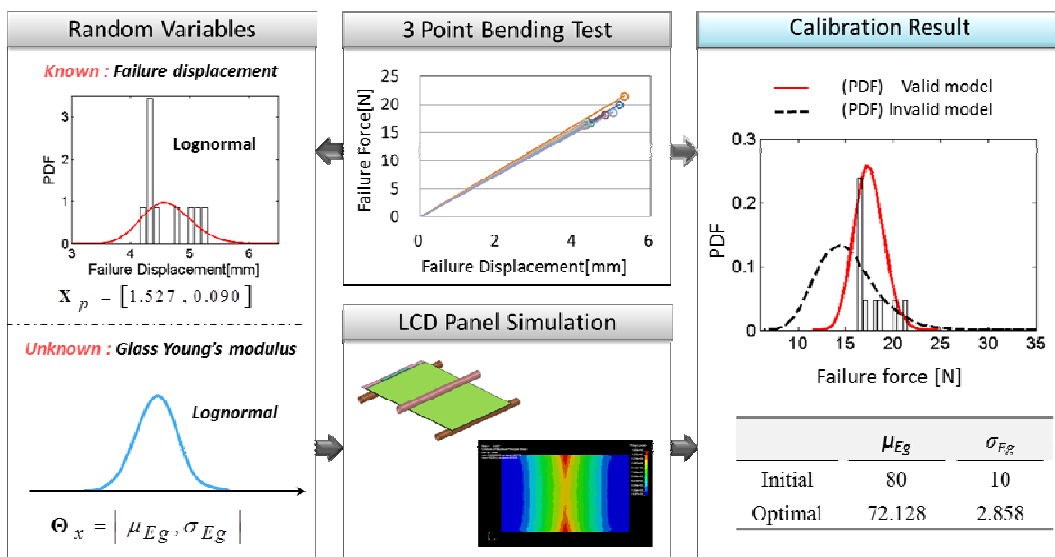 Random Variables
Known : Failure displacement
Lognormal
PDF
3
2
1
0
3 4 5 6
Failure Displacement[mm]
X p = [1.527 , 0.090 ]
Unknown : Glass Young's modulus
Lognormal
Θ x = | μ Eg , σ Eg |
3 Point Bending Test
Failure Force[N]
25
20
15
10
5
0
0 2 4 6
Failure Displacement[mm]
LCD Panel Simulation
Calibration Result
(PDF) Valid model
(PDF) Invalid model
PDF
0.3
0.2
0.1
0
10 15 20 25 30 35
Failure force [N]
μEg σEg
Initial 80 10
Optimal 72.128 2.858